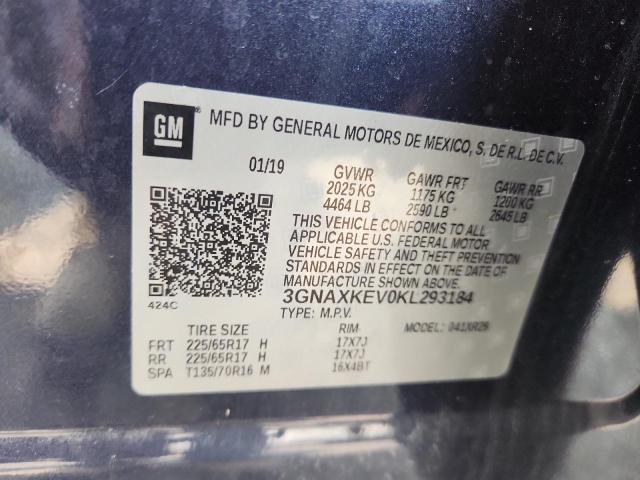 GM ® MFD BY GENERAL MOTORS DE MEXICO, S. DE R.L. DE C.V.
01/19 GVWR GAWR FRT GAWR RR
2025 KG 1175 KG 1200 KG
4464 LB 2590 LB 2645 LB
THIS VEHICLE CONFORMS TO ALL
APPLICABLE U.S. FEDERAL MOTOR
VEHICLE SAFETY AND THEFT PREVENTION
STANDARDS IN EFFECT ON THE DATE OF
MANUFACTURE SHOWN ABOVE.
424C 3GNAXKEV0KL293184
TYPE: M.P.V. MODEL:
TIRE SIZE RIM
FRT 225/65R17 H 17X7J
RR 225/65R17 H 17X7J
SPA T135/70R16 M 16X4BT